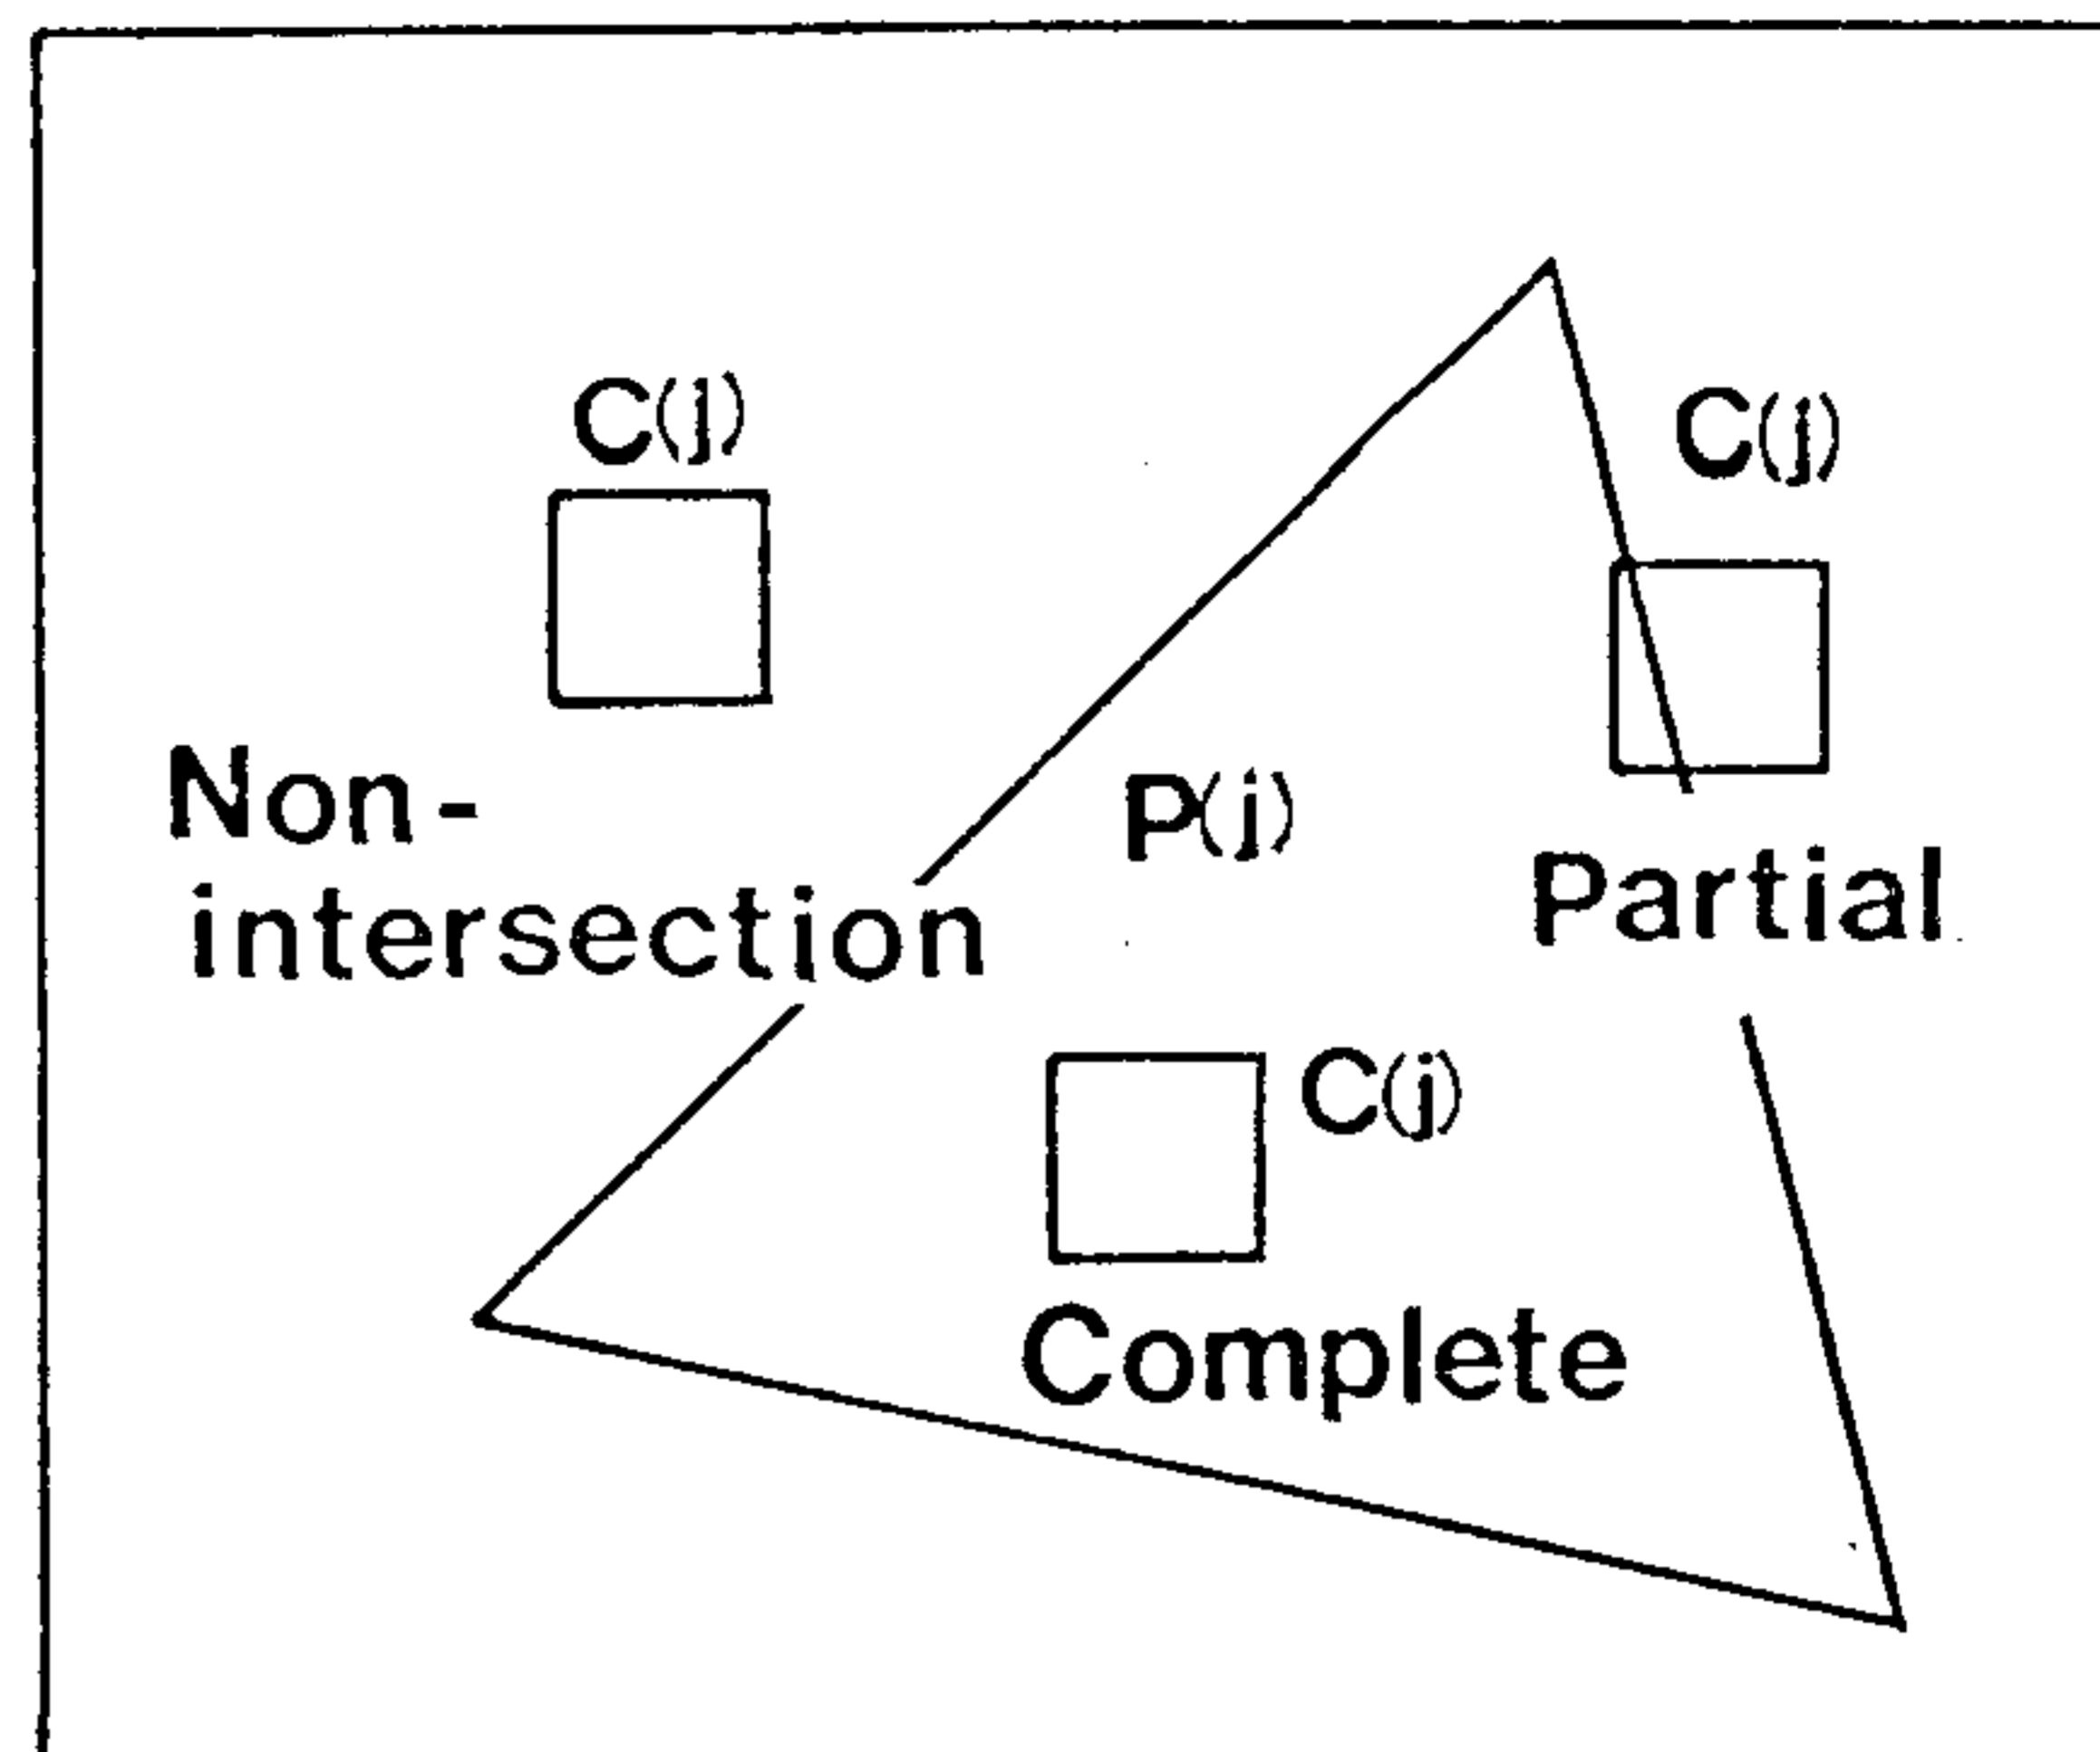 C(j)
C(j)
Non-
P(j)
Partial
intersection
C(j)
Complete